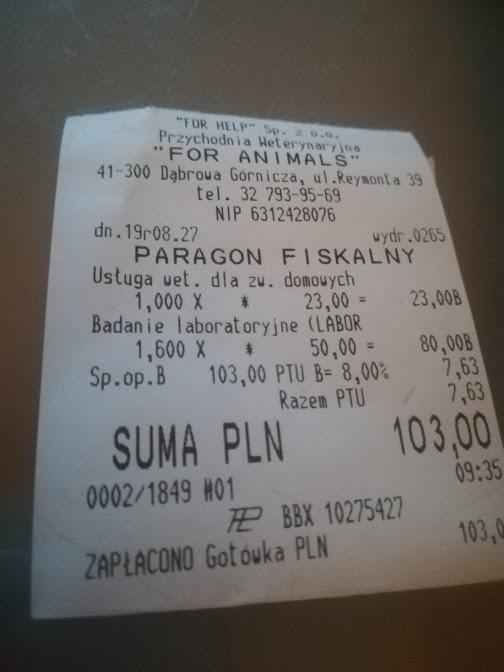 "FOR HELP" Sp. z o.o.
Przychodnia Weterynaryjna
"FOR ANIMALS"
41-300 Dąbrowa Górnicza, ul.Reymonta 39
tel. 32 793-95-69
NIP 6312428076
dn.19r08.27 wydr.0265
PARAGON FISKALNY
Usługa wet. dla zw. domowych
1,000 X * 23,00 = 23,00B
Badanie laboratoryjne (LABOR
1,600 X * 50,00 = 80,00B
Sp.op.B 103,00 PTU B= 8,00% 7,63
Razem PTU 7,63
SUMA PLN 103,00
09:35
0002/1849 #01
BBX 10275427
ZAPŁACONO Gotówka PLN 103,0